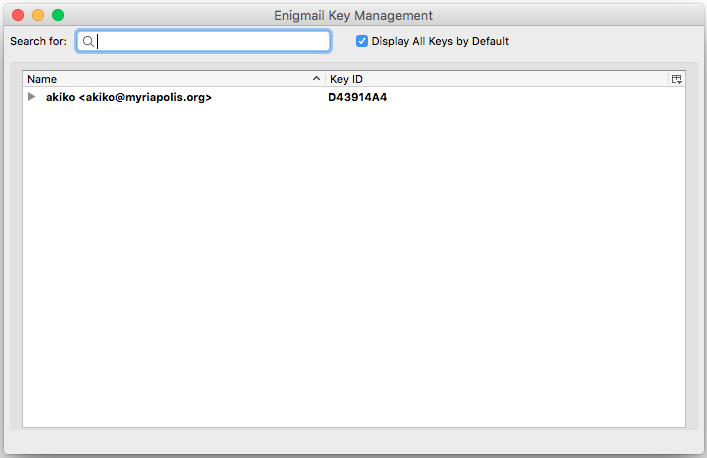 Enigmail Key Management
Search for: Display All Keys by Default
Name Key ID
akiko <akiko@myriapolis.org> D43914A4